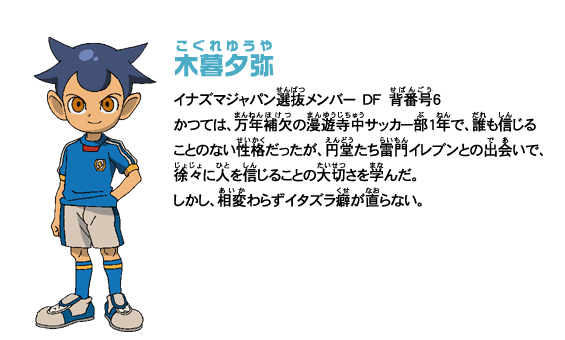 こぐれゆうや
木暮夕弥
イナズマジャパン選抜メンバー DF 背番号6
かつては、万年補欠の漫遊寺中サッカー部1年で、誰も信じる
ことのない性格だったが、円堂たち雷門イレブンとの出会いで、
徐々に人を信じることの大切さを学んだ。
しかし、相変わらずイタズラ癖が直らない。